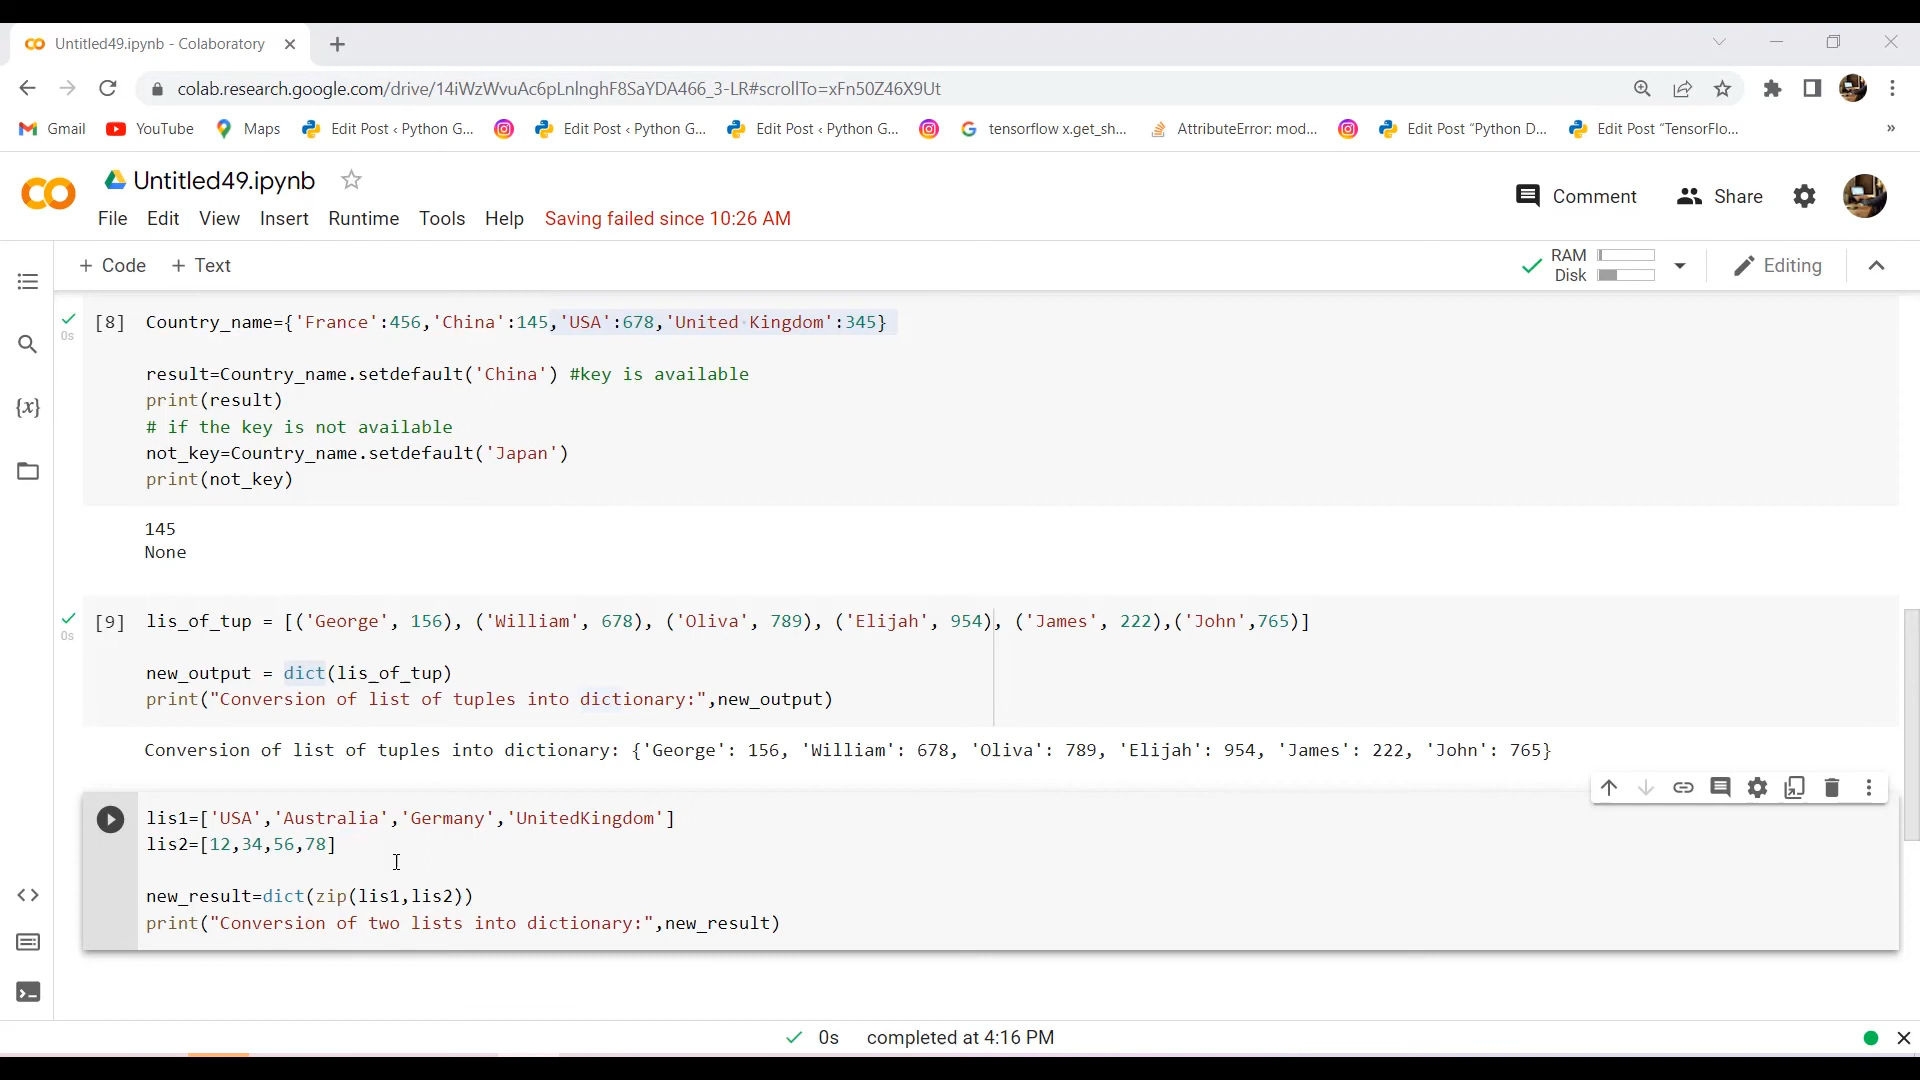 Untitled49.ipynb - Colaboratory
colab.research.google.com/drive/14iWzWvuAc6pLnlnghF8SaYDA466_3-LR#scrollTo=xFn50Z46X9Ut
Gmail YouTube Maps Edit Post ‹ Python G... Edit Post ‹ Python G... Edit Post ‹ Python G... tensorflow x.get_sh... AttributeError: mod... Edit Post “Python D... Edit Post “TensorFlo... »
Untitled49.ipynb
Comment Share
File Edit View Insert Runtime Tools Help Saving failed since 10:26 AM
+ Code + Text RAM Disk Editing
0s [8] Country_name={'France':456,'China':145,'USA':678,'United Kingdom':345}
result=Country_name.setdefault('China') #key is available
print(result)
# if the key is not available
not_key=Country_name.setdefault('Japan')
print(not_key)
145
None
0s [9] lis_of_tup = [('George', 156), ('William', 678), ('Oliva', 789), ('Elijah', 954), ('James', 222),('John',765)]
new_output = dict(lis_of_tup)
print("Conversion of list of tuples into dictionary:",new_output)
Conversion of list of tuples into dictionary: {'George': 156, 'William': 678, 'Oliva': 789, 'Elijah': 954, 'James': 222, 'John': 765}
lis1=['USA','Australia','Germany','UnitedKingdom']
lis2=[12,34,56,78]
new_result=dict(zip(lis1,lis2))
print("Conversion of two lists into dictionary:",new_result)
0s completed at 4:16 PM